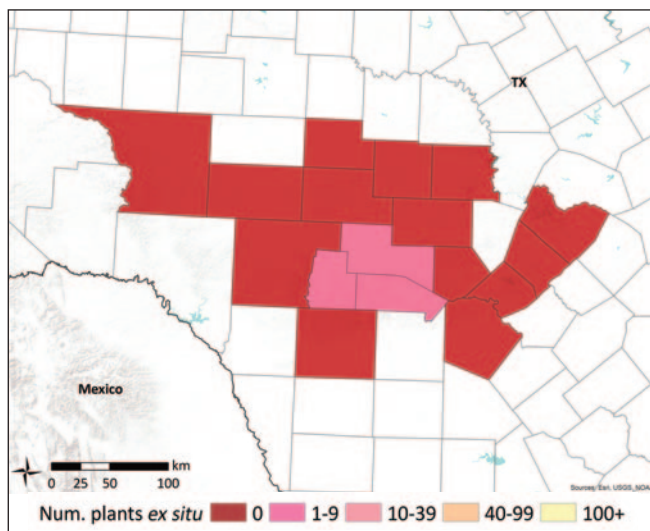 TX
Mexico
0 25 50 100
km
Sources: Esri, USGS, NOAA
Num. plants ex situ 0 1-9 10-39 40-99 100+